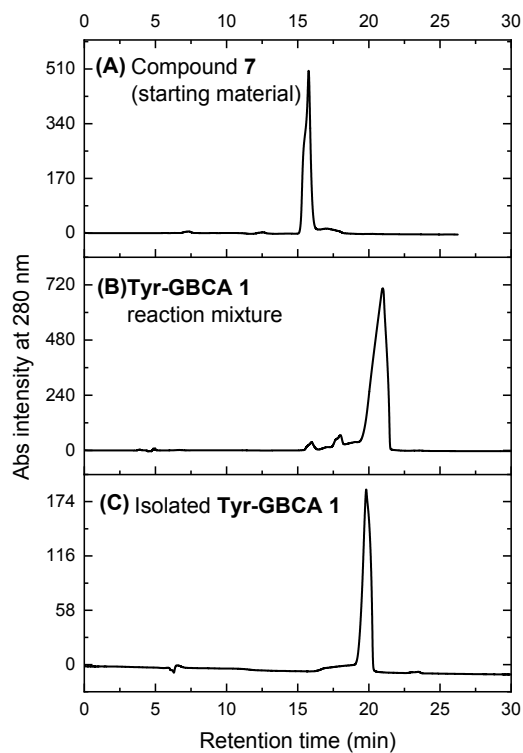 0 5 10 15 20 25 30
(A) Compound 7
(starting material)
510
340
170
0
(B)Tyr-GBCA 1
reaction mixture
720
480
240
0
(C) Isolated Tyr-GBCA 1
174
116
58
0
0 5 10 15 20 25 30
Abs intensity at 280 nm
Retention time (min)